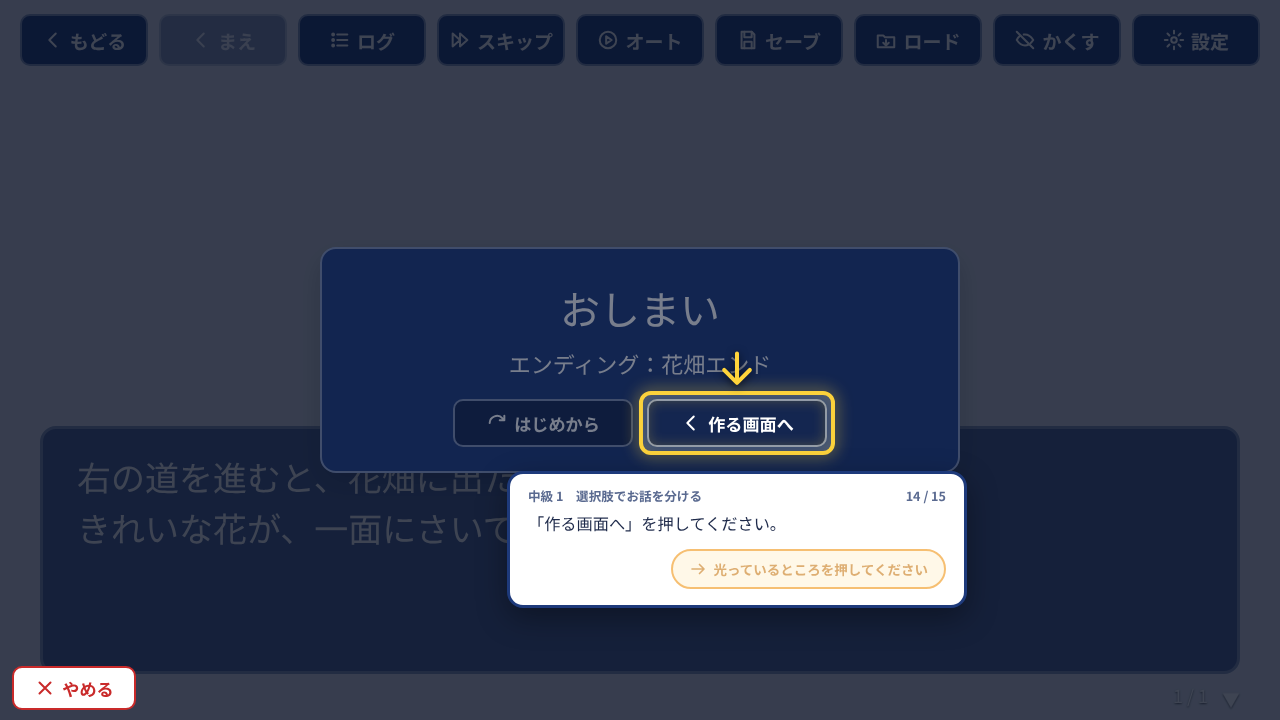 もどる
まえ
ログ
スキップ
オート
セーブ
ロード
かくす
設定
おしまい
エンディング：花畑エンド
はじめから
作る画面へ
右の道を進むと、花畑に出た
きれいな花が、一面にさいて
中級 1 選択肢でお話を分ける
14 / 15
「作る画面へ」を押してください。
光っているところを押してください
やめる
1 / 1